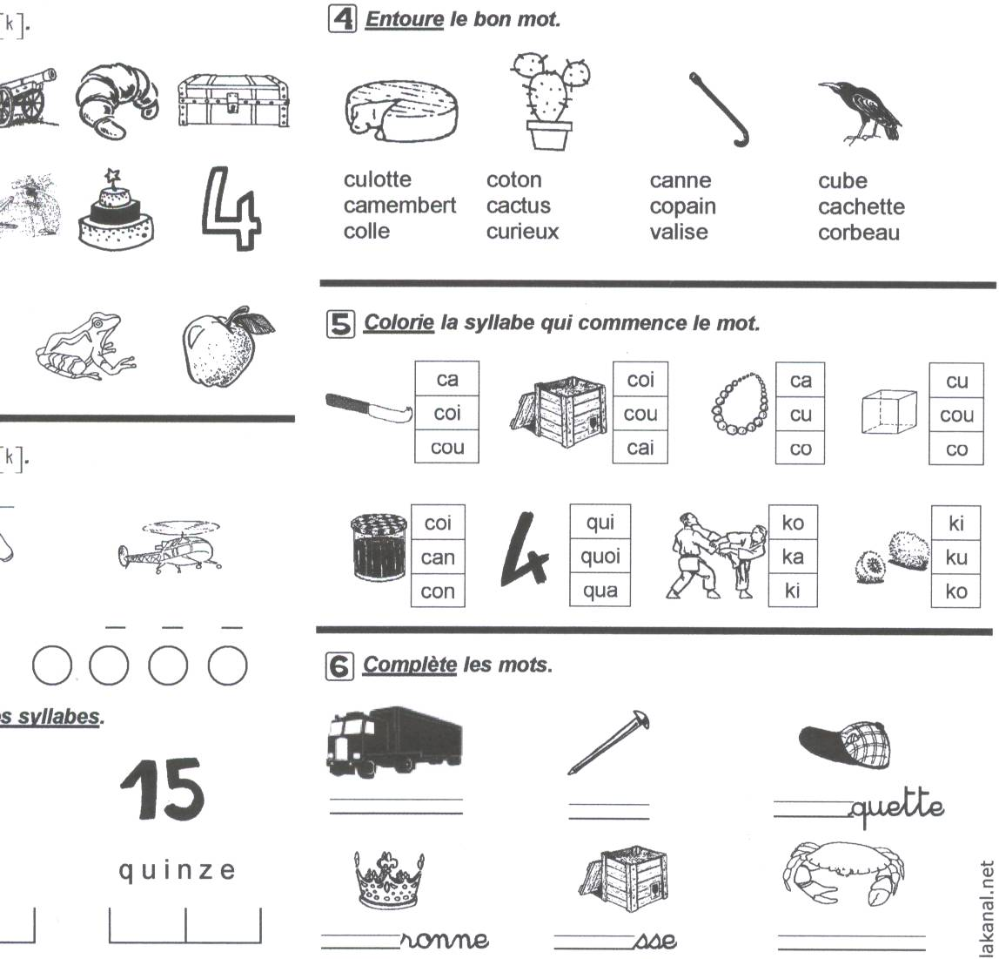 [k].
4
[k].
es syllabes.
15
quinze
4 Entoure le bon mot.
culotte coton canne cube
camembert cactus copain cachette
colle curieux valise corbeau
5 Colorie la syllabe qui commence le mot.
ca coi ca cu
coi cou cu cou
cou cai co co
coi 4 qui ko ki
can quoi ka ku
con qua ki ko
6 Complète les mots.
quette
ronne sse
lakanal.net